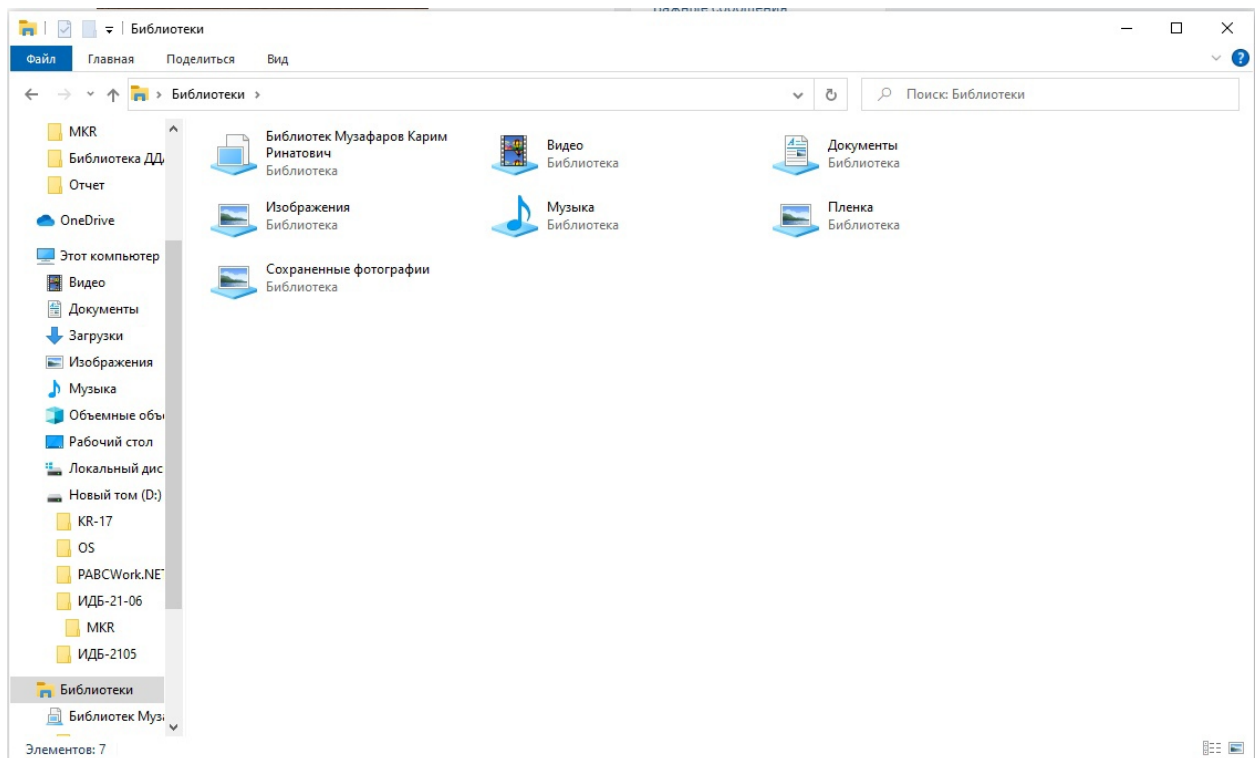 Библиотеки
Файл Главная Поделиться Вид
Библиотеки
Поиск: Библиотеки
MKR
Библиотека ДД
Отчет
OneDrive
Этот компьютер
Видео
Документы
Загрузки
Изображения
Музыка
Объемные объ
Рабочий стол
Локальный дис
Новый том (D:)
KR-17
OS
PABCWork.NET
ИДБ-21-06
MKR
ИДБ-2105
Библиотеки
Библиотек Муз
Библиотек Музафаров Карим
Ринатович
Библиотека
Видео
Библиотека
Документы
Библиотека
Изображения
Библиотека
Музыка
Библиотека
Пленка
Библиотека
Сохраненные фотографии
Библиотека
Элементов: 7